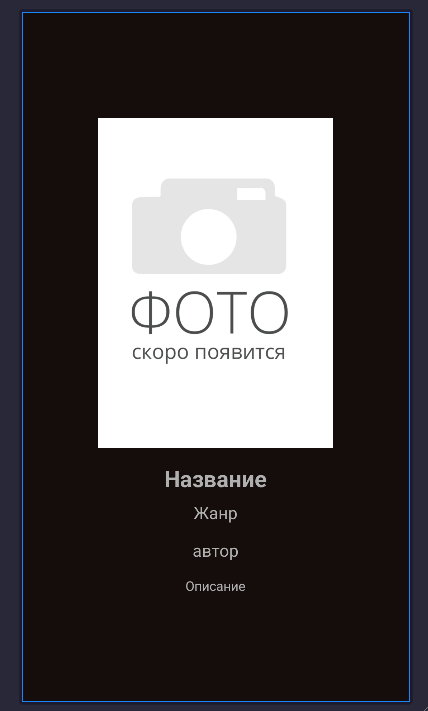 ФОТО
скоро появится
Название
Жанр
автор
Описание